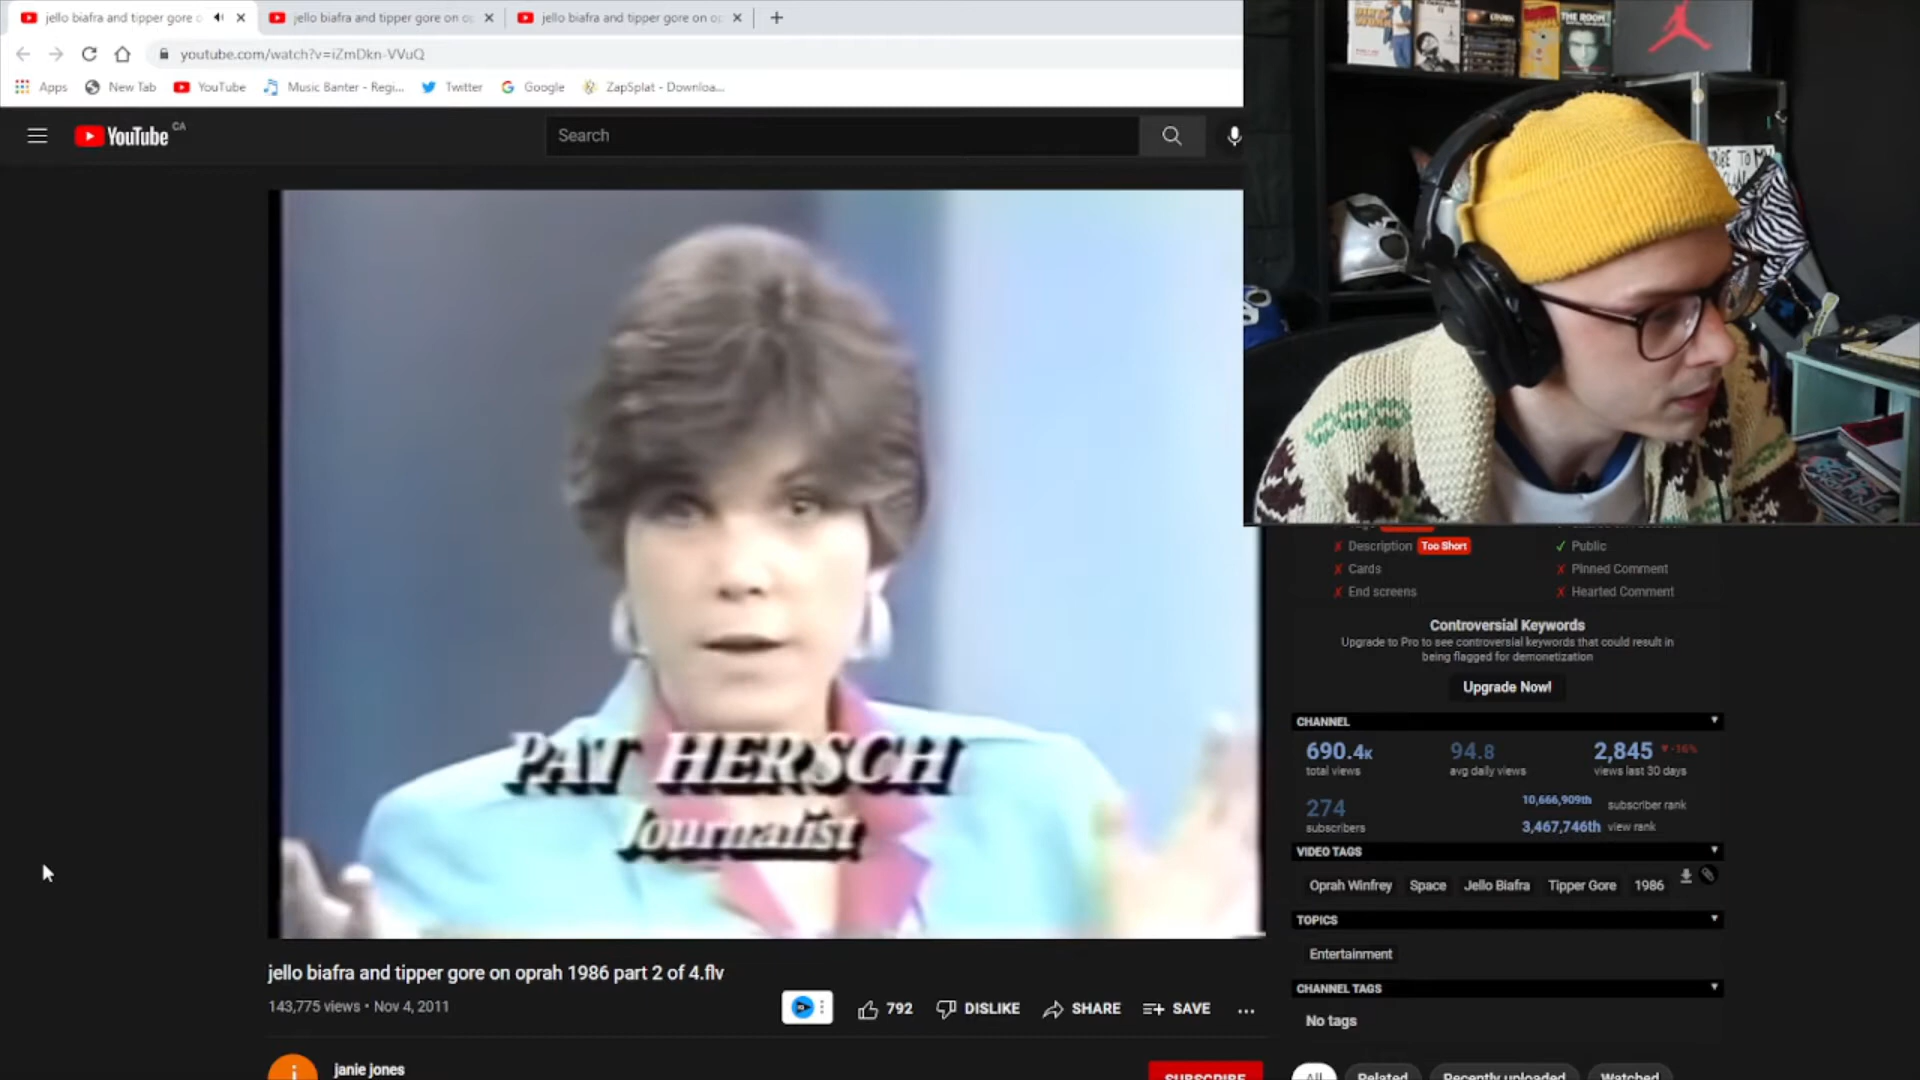 jello biafra and tipper gore o
jello biafra and tipper gore on o
jello biafra and tipper gore on o
youtube.com/watch?v=iZmDkn-VVuQ
Apps
New Tab
YouTube
Music Banter - Regi...
Twitter
Google
ZapSplat - Downloa...
YouTube CA
Search
THE ROOM
PAT HERSCH
Journalist
Description Too Short
Public
Cards
Pinned Comment
End screens
Hearted Comment
Controversial Keywords
Upgrade to Pro to see controversial keywords that could result in
being flagged for demonetization
Upgrade Now!
CHANNEL
690.4k
94.8
2,845 -16%
total views
avg daily views
views last 30 days
274
10,666,909th subscriber rank
subscribers
3,467,746th view rank
VIDEO TAGS
Oprah Winfrey
Space
Jello Biafra
Tipper Gore
1986
TOPICS
Entertainment
CHANNEL TAGS
No tags
jello biafra and tipper gore on oprah 1986 part 2 of 4.flv
143,775 views • Nov 4, 2011
792
DISLIKE
SHARE
SAVE
janie jones
SUBSCRIBE
All
Related
Recently uploaded
Watched